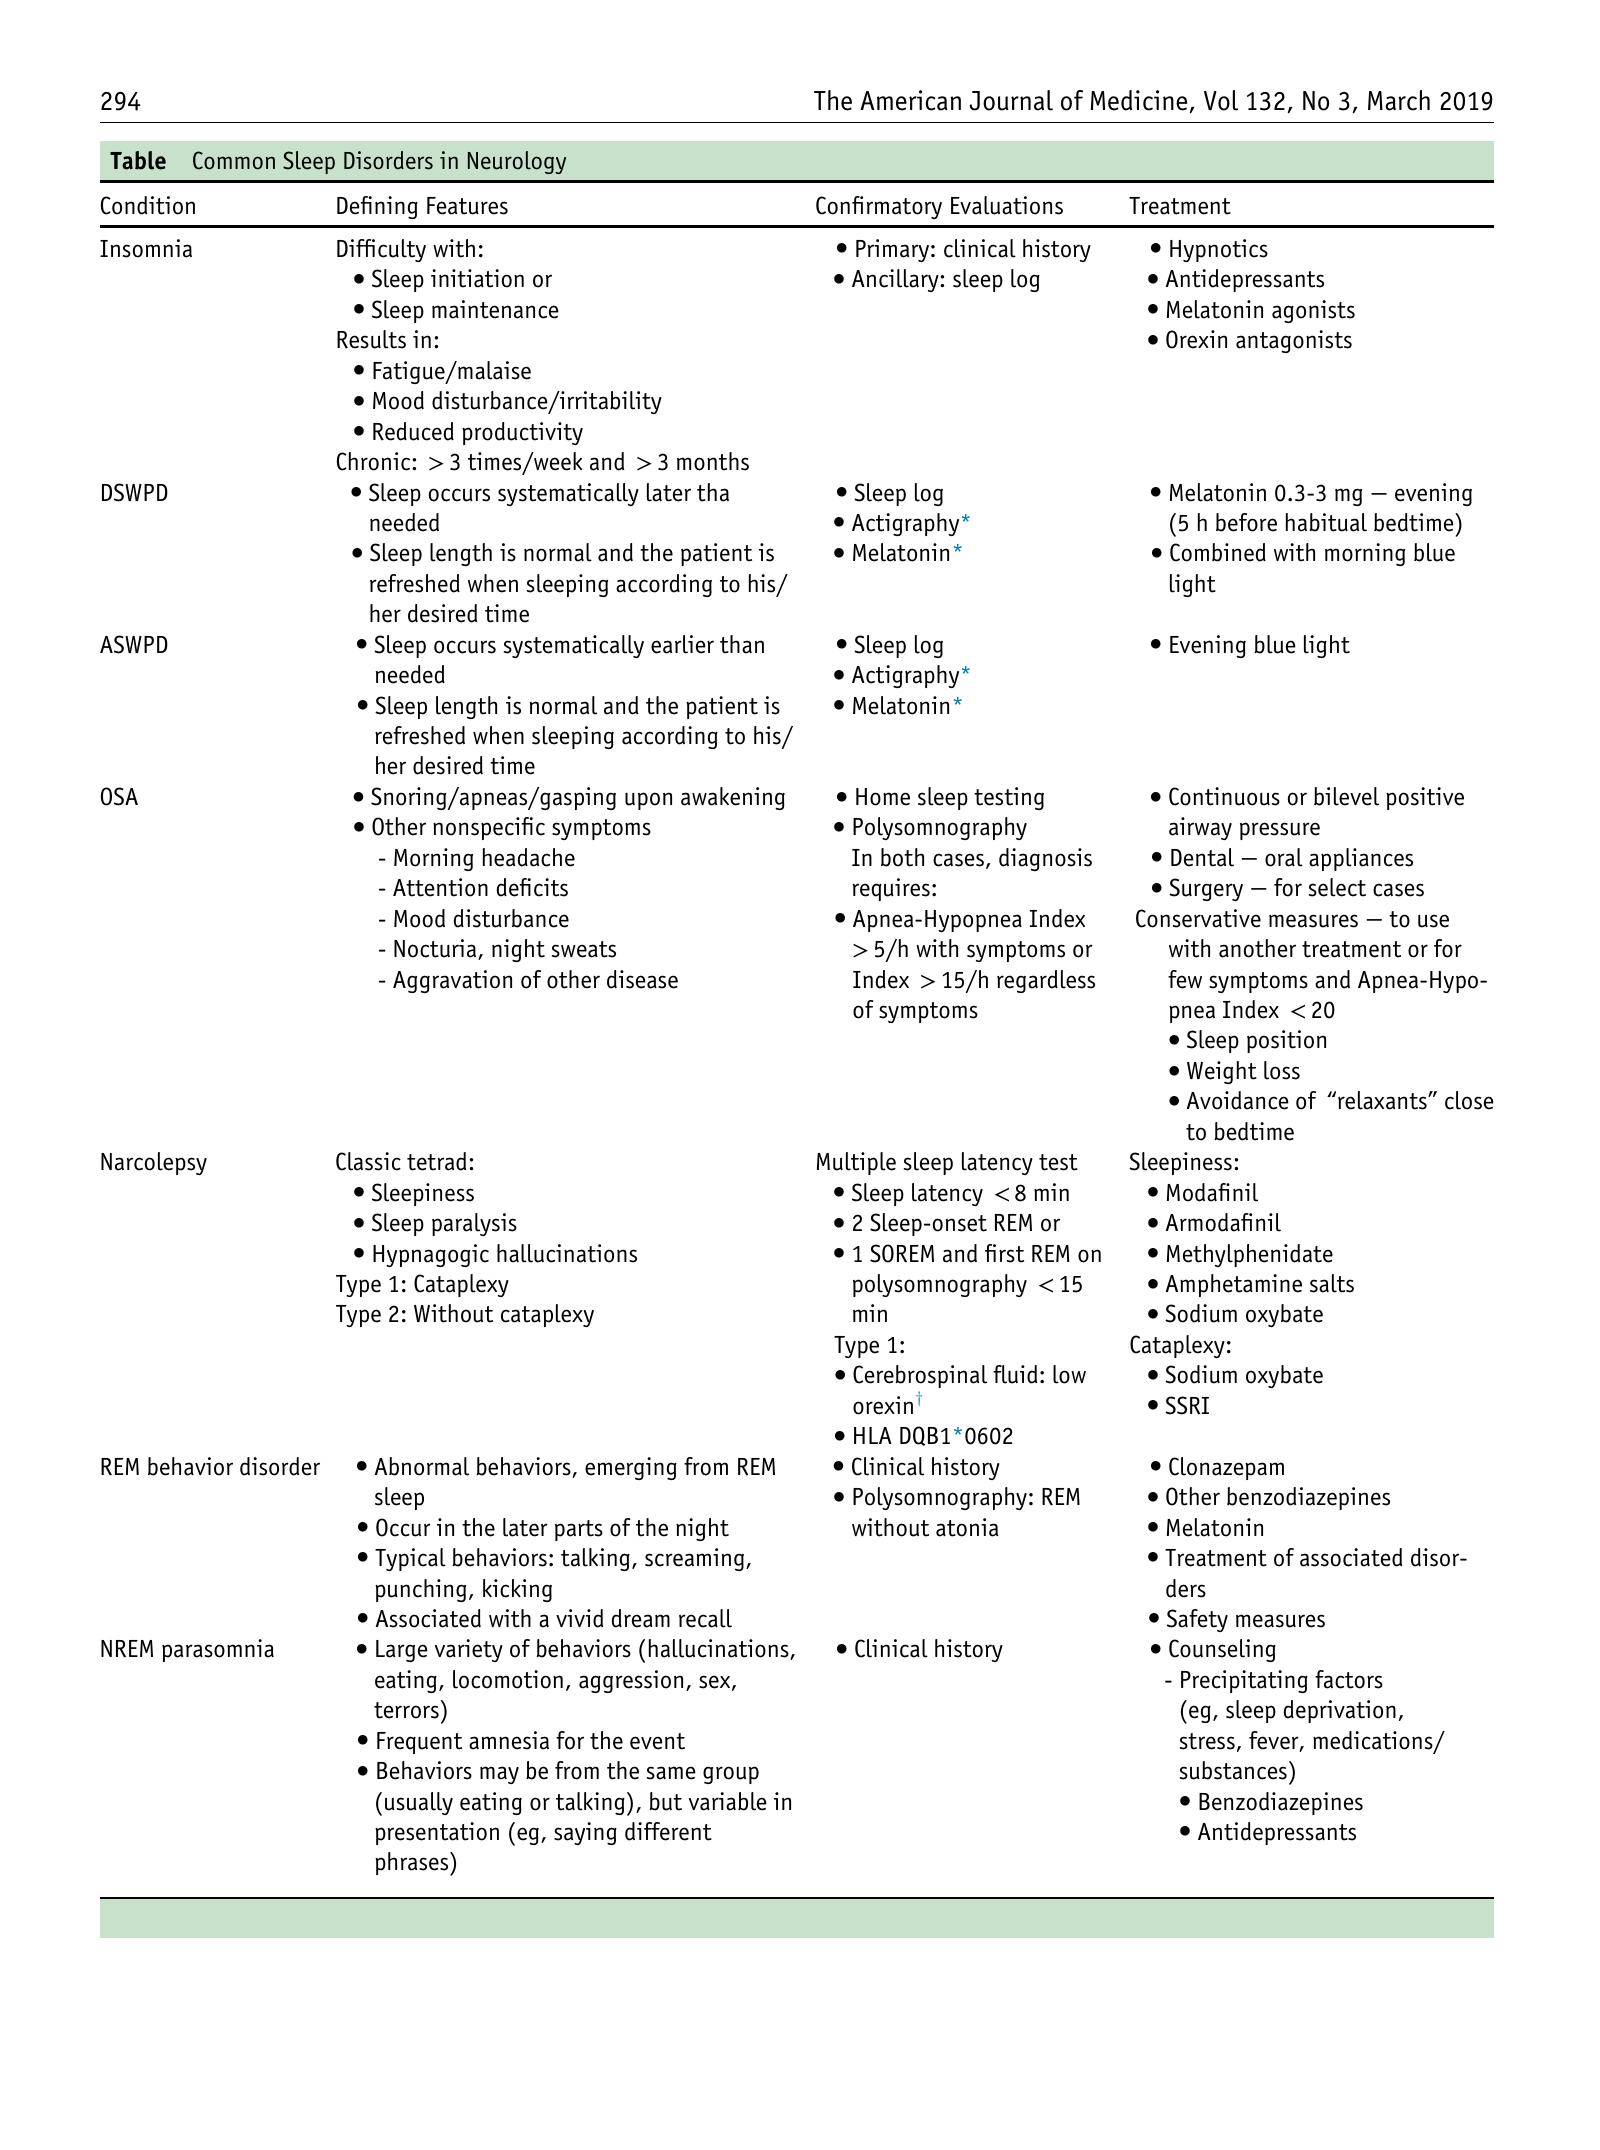 294
The American Journal of Medicine, Vol 132, No 3, March 2019
Table Common Sleep Disorders in Neurology
Condition
Defining Features
Confirmatory Evaluations
Treatment
Insomnia
Difficulty with:
• Sleep initiation or
• Sleep maintenance
Results in:
• Fatigue/malaise
• Mood disturbance/irritability
• Reduced productivity
Chronic: >3 times/week and >3 months
• Primary: clinical history
• Ancillary: sleep log
• Hypnotics
• Antidepressants
• Melatonin agonists
• Orexin antagonists
DSWPD
• Sleep occurs systematically later tha
needed
• Sleep length is normal and the patient is
refreshed when sleeping according to his/
her desired time
• Sleep log
• Actigraphy*
• Melatonin*
• Melatonin 0.3-3 mg — evening
(5 h before habitual bedtime)
• Combined with morning blue
light
ASWPD
• Sleep occurs systematically earlier than
needed
• Sleep length is normal and the patient is
refreshed when sleeping according to his/
her desired time
• Sleep log
• Actigraphy*
• Melatonin*
• Evening blue light
OSA
• Snoring/apneas/gasping upon awakening
• Other nonspecific symptoms
- Morning headache
- Attention deficits
- Mood disturbance
- Nocturia, night sweats
- Aggravation of other disease
• Home sleep testing
• Polysomnography
In both cases, diagnosis
requires:
• Apnea-Hypopnea Index
>5/h with symptoms or
Index >15/h regardless
of symptoms
• Continuous or bilevel positive
airway pressure
• Dental — oral appliances
• Surgery — for select cases
Conservative measures — to use
with another treatment or for
few symptoms and Apnea-Hypo-
pnea Index <20
• Sleep position
• Weight loss
• Avoidance of “relaxants” close
to bedtime
Narcolepsy
Classic tetrad:
• Sleepiness
• Sleep paralysis
• Hypnagogic hallucinations
Type 1: Cataplexy
Type 2: Without cataplexy
Multiple sleep latency test
• Sleep latency <8 min
• 2 Sleep-onset REM or
• 1 SOREM and first REM on
polysomnography <15
min
Type 1:
• Cerebrospinal fluid: low
orexin†
• HLA DQB1*0602
Sleepiness:
• Modafinil
• Armodafinil
• Methylphenidate
• Amphetamine salts
• Sodium oxybate
Cataplexy:
• Sodium oxybate
• SSRI
REM behavior disorder
• Abnormal behaviors, emerging from REM
sleep
• Occur in the later parts of the night
• Typical behaviors: talking, screaming,
punching, kicking
• Associated with a vivid dream recall
• Clinical history
• Polysomnography: REM
without atonia
• Clonazepam
• Other benzodiazepines
• Melatonin
• Treatment of associated disor-
ders
• Safety measures
NREM parasomnia
• Large variety of behaviors (hallucinations,
eating, locomotion, aggression, sex,
terrors)
• Frequent amnesia for the event
• Behaviors may be from the same group
(usually eating or talking), but variable in
presentation (eg, saying different
phrases)
• Clinical history
• Counseling
- Precipitating factors
(eg, sleep deprivation,
stress, fever, medications/
substances)
• Benzodiazepines
• Antidepressants